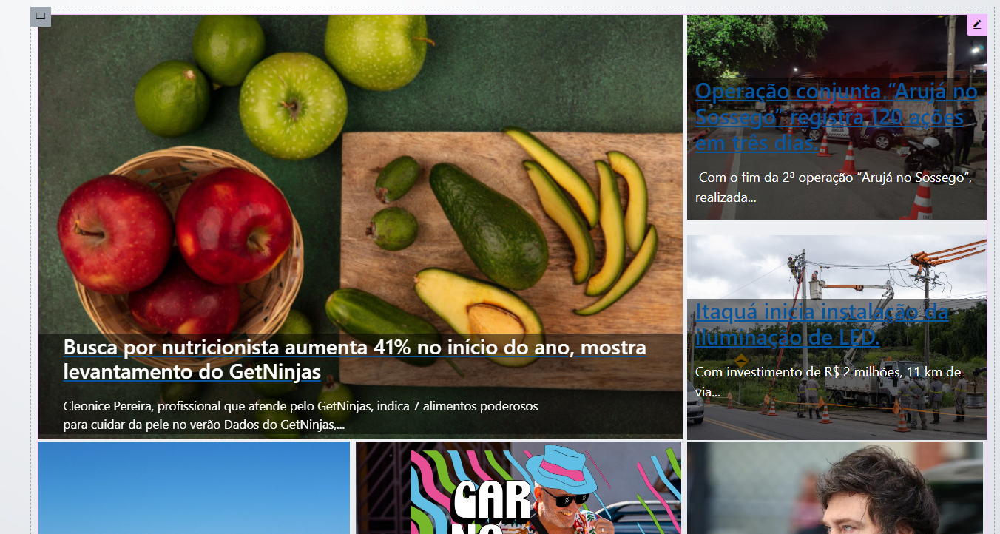 Operação conjunta “Arujá no
Sossego” registra 120 ações
em três dias.
Com o fim da 2ª operação “Arujá no Sossego”,
realizada...
Itaquá inicia instalação da
iluminação de LED.
Com investimento de R$ 2 milhões, 11 km de
via...
Busca por nutricionista aumenta 41% no início do ano, mostra
levantamento do GetNinjas
Cleonice Pereira, profissional que atende pelo GetNinjas, indica 7 alimentos poderosos
para cuidar da pele no verão Dados do GetNinjas,...
CAR
NO